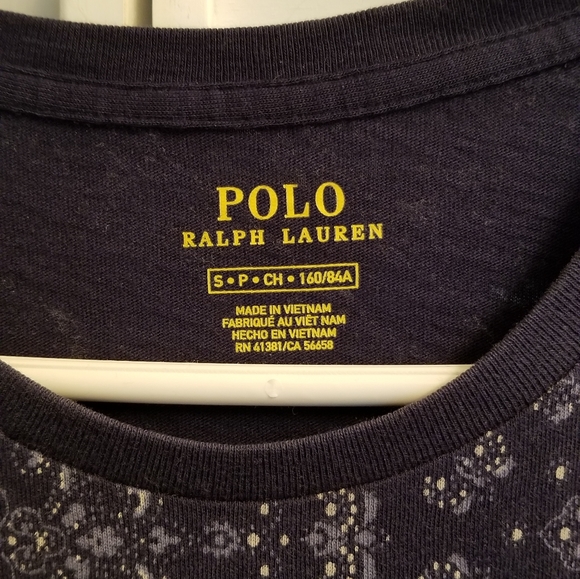 POLO
RALPH LAUREN
S • P • CH • 160/84A
MADE IN VIETNAM
FABRIQUÉ AU VIÊT NAM
HECHO EN VIETNAM
RN 41381/CA 56658